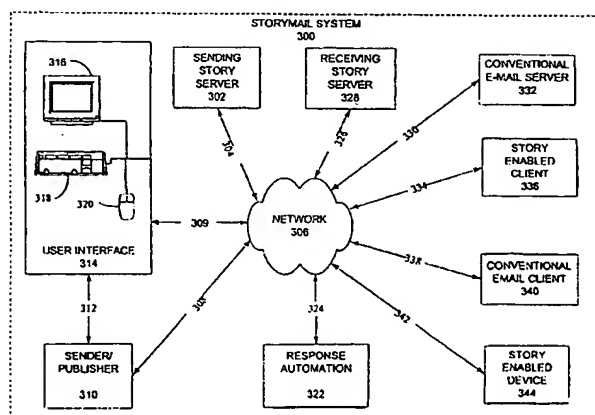 STORYMAIL SYSTEM
300
316
318
320
USER INTERFACE
314
SENDING
STORY
SERVER
302
RECEIVING
STORY
SERVER
328
CONVENTIONAL
E-MAIL SERVER
332
304
330
STORY
ENABLED
CLIENT
336
334
309
NETWORK
306
338
CONVENTIONAL
EMAIL CLIENT
340
312
324
342
SENDER/
PUBLISHER
310
RESPONSE
AUTOMATION
322
STORY
ENABLED
DEVICE
344